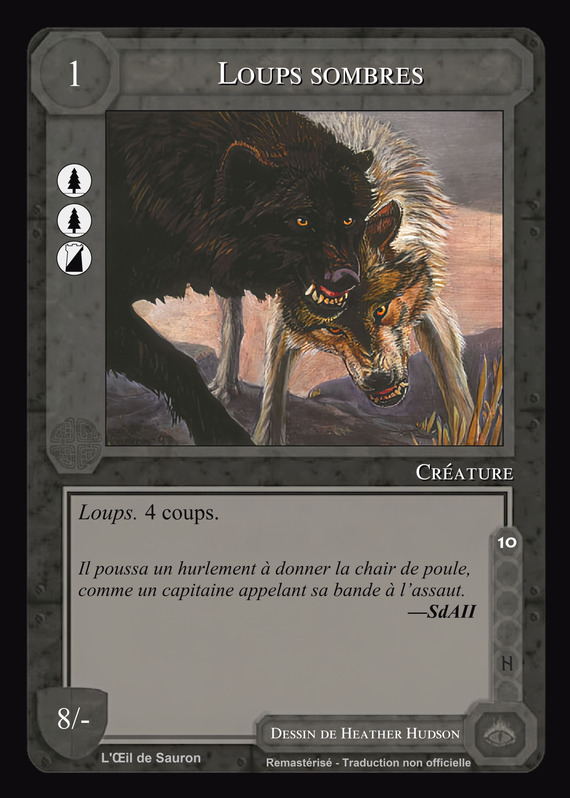 1
LOUPS SOMBRES
CRÉATURE
Loups. 4 coups.
10
Il poussa un hurlement à donner la chair de poule,
comme un capitaine appelant sa bande à l’assaut.
—SdAII
8/-
DESSIN DE HEATHER HUDSON
L'Œil de Sauron
Remastérisé - Traduction non officielle